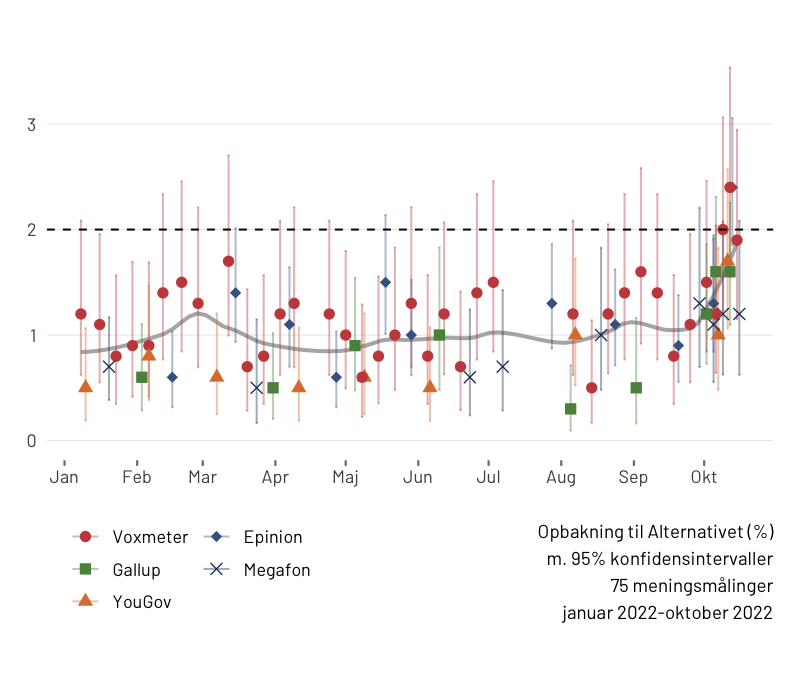 3
2
1
0
Jan Feb Mar Apr Maj Jun Jul Aug Sep Okt
Voxmeter Epinion
Gallup Megafon
YouGov
Opbakning til Alternativet (%)
m. 95% konfidensintervaller
75 meningsmålinger
januar 2022-oktober 2022